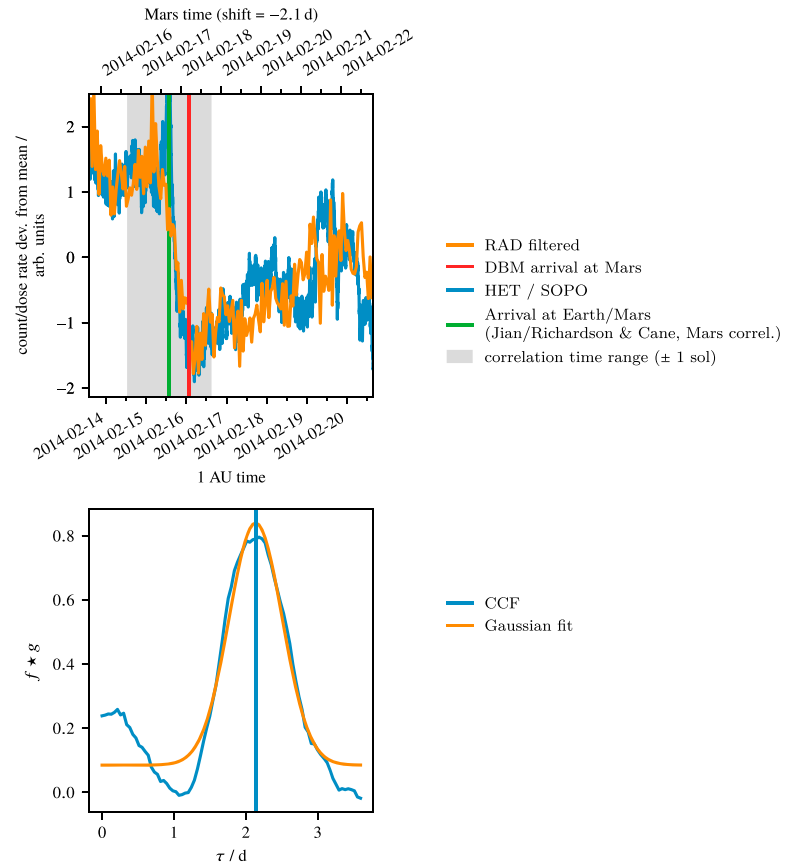 Mars time (shift = −2.1 d)
2014-02-16
2014-02-17
2014-02-18
2014-02-19
2014-02-20
2014-02-21
2014-02-22
count/dose rate dev. from mean /
arb. units
2
1
0
−1
−2
2014-02-14
2014-02-15
2014-02-16
2014-02-17
2014-02-18
2014-02-19
2014-02-20
1 AU time
RAD filtered
DBM arrival at Mars
HET / SOPO
Arrival at Earth/Mars
(Jian/Richardson & Cane, Mars correl.)
correlation time range (± 1 sol)
f ⋆ g
0.8
0.6
0.4
0.2
0.0
0
1
2
3
τ / d
CCF
Gaussian fit